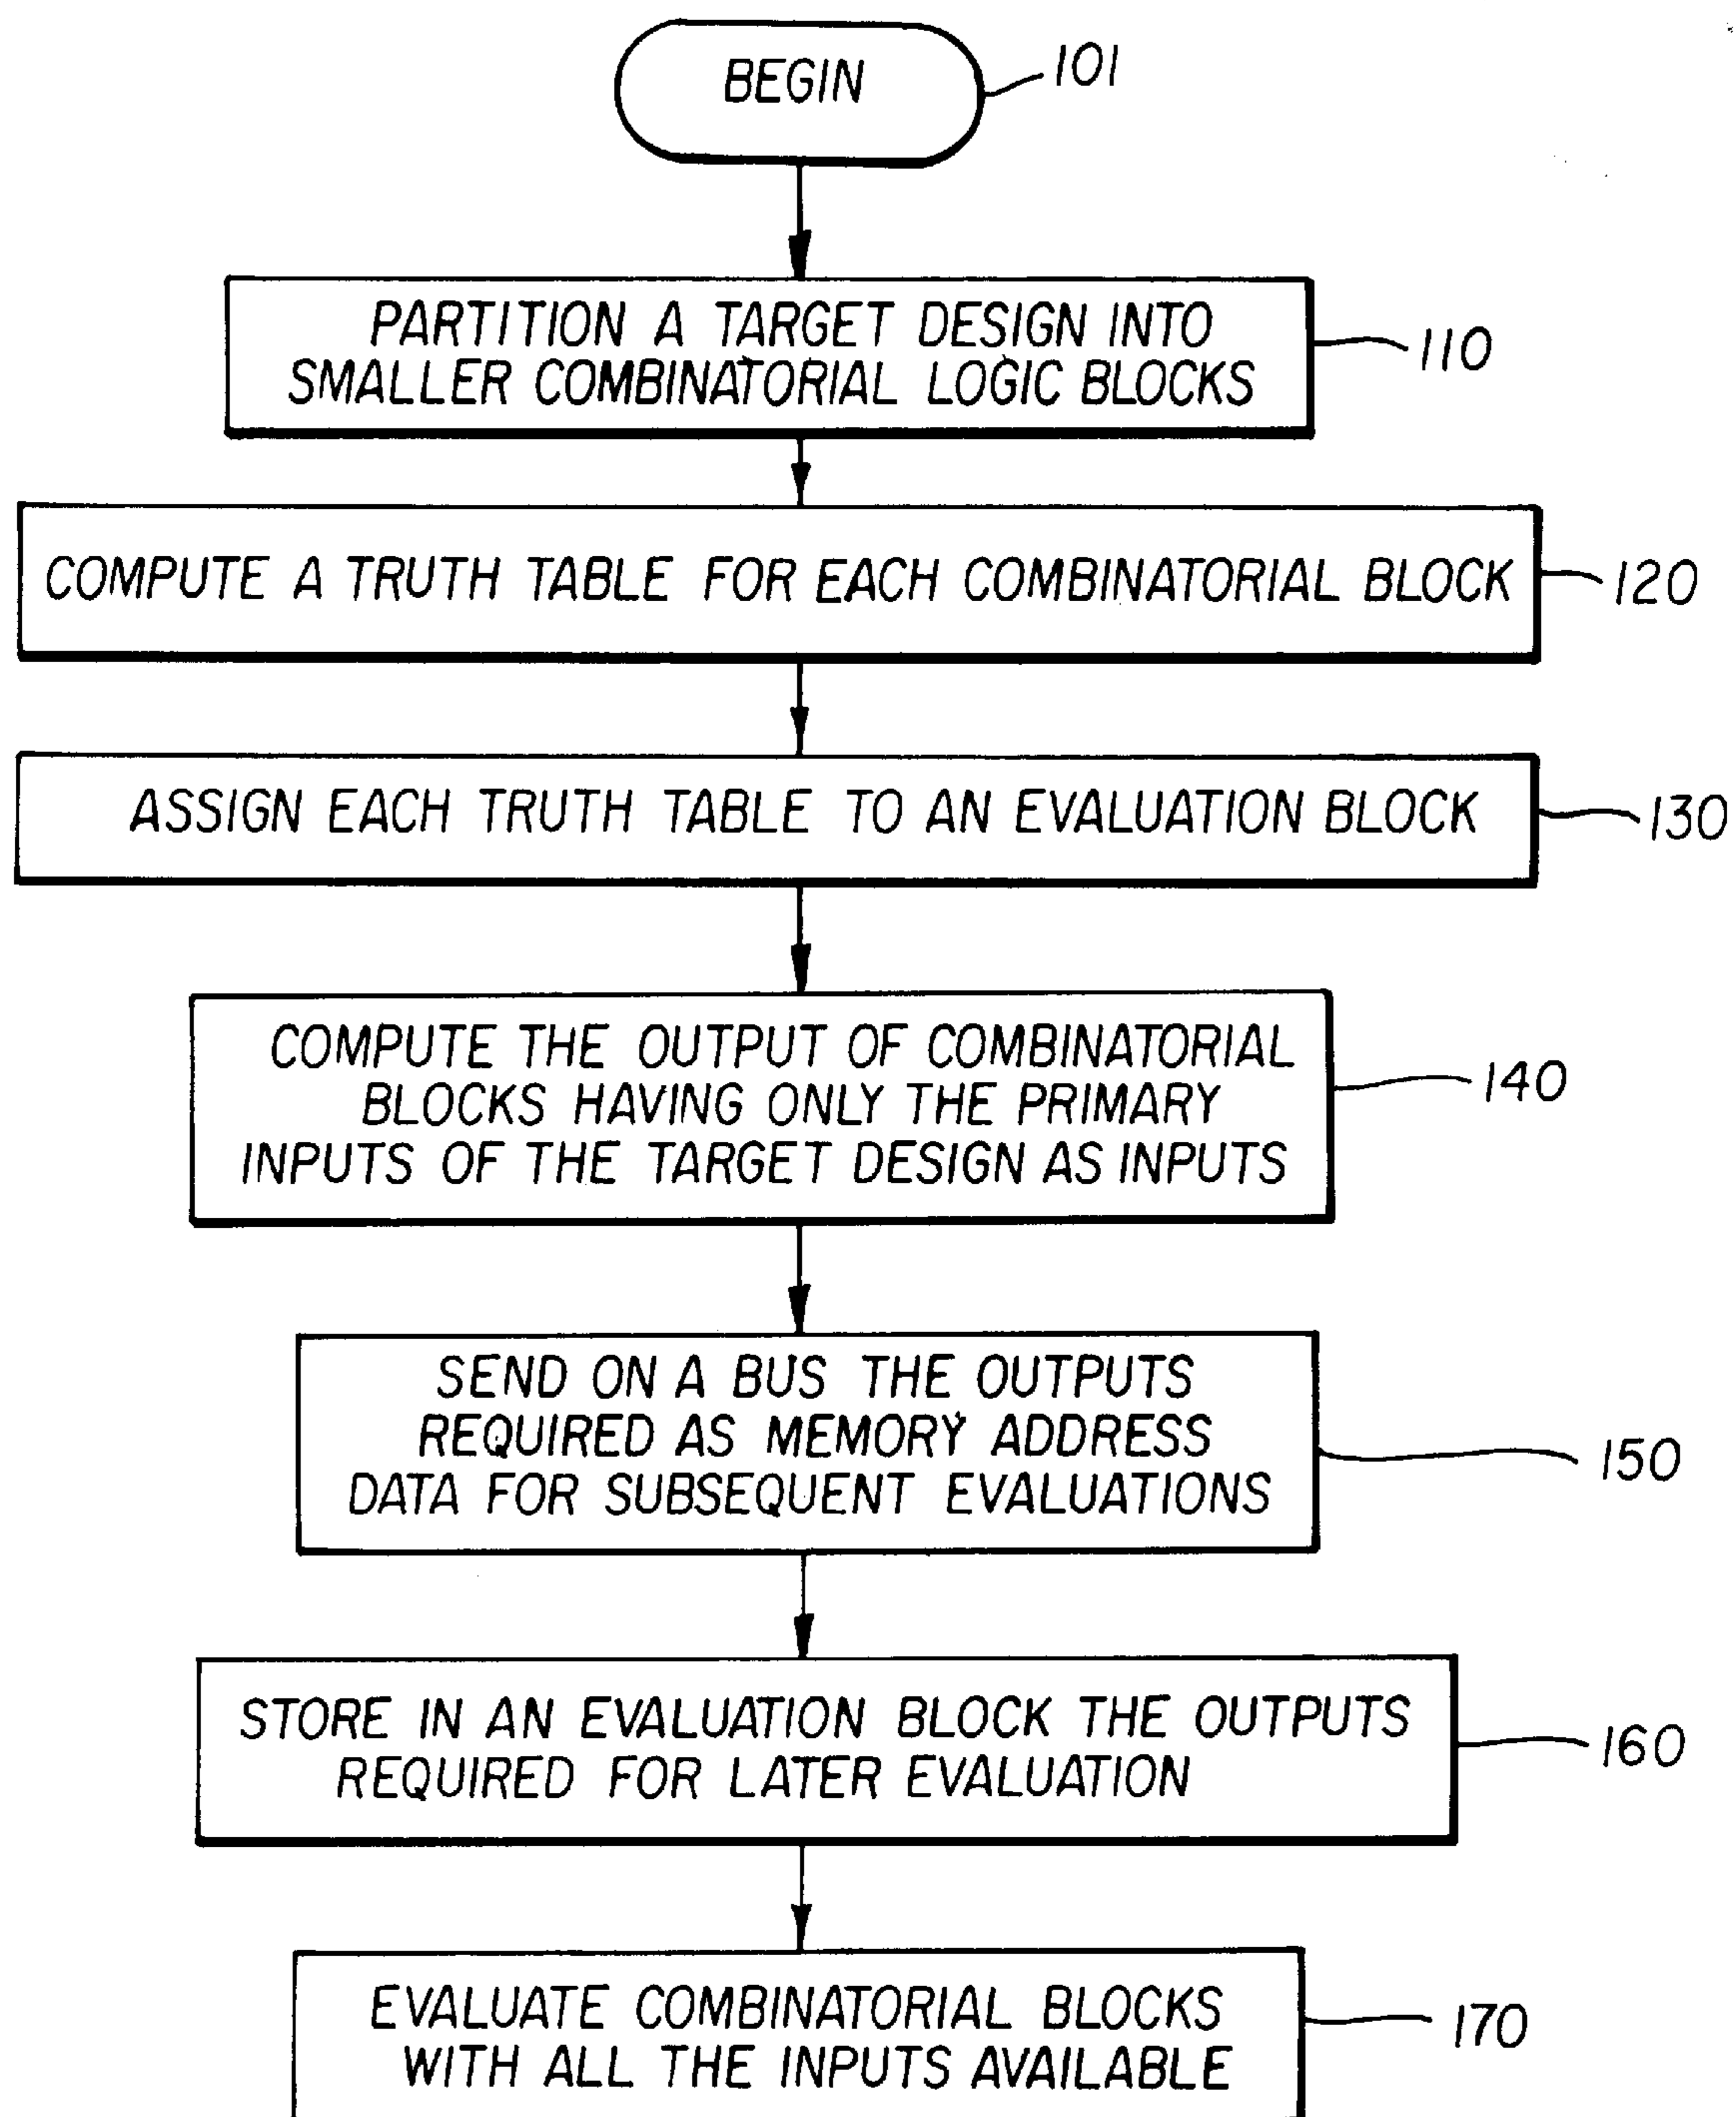 BEGIN
101
PARTITION A TARGET DESIGN INTO
SMALLER COMBINATORIAL LOGIC BLOCKS
110
COMPUTE A TRUTH TABLE FOR EACH COMBINATORIAL BLOCK
120
ASSIGN EACH TRUTH TABLE TO AN EVALUATION BLOCK
130
COMPUTE THE OUTPUT OF COMBINATORIAL
BLOCKS HAVING ONLY THE PRIMARY
INPUTS OF THE TARGET DESIGN AS INPUTS
140
SEND ON A BUS THE OUTPUTS
REQUIRED AS MEMORY ADDRESS
DATA FOR SUBSEQUENT EVALUATIONS
150
STORE IN AN EVALUATION BLOCK THE OUTPUTS
REQUIRED FOR LATER EVALUATION
160
EVALUATE COMBINATORIAL BLOCKS
WITH ALL THE INPUTS AVAILABLE
170